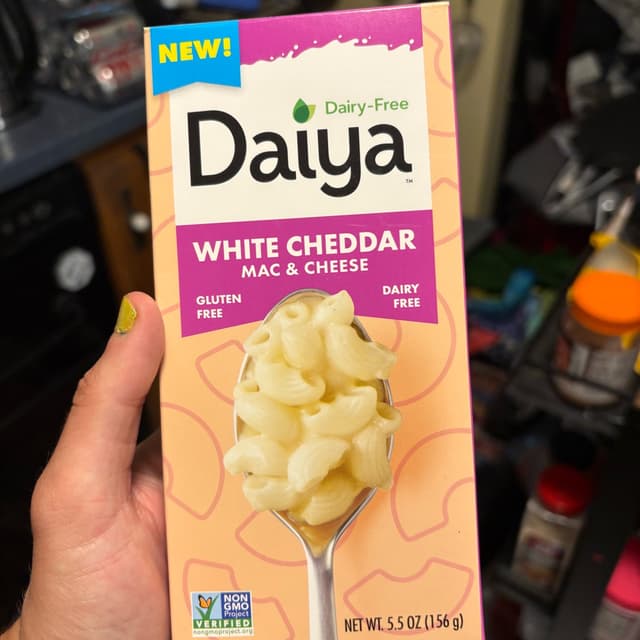 NEW!
Dairy-Free
Daiya™
WHITE CHEDDAR
MAC & CHEESE
GLUTEN
FREE
DAIRY
FREE
NON
GMO
Project
VERIFIED
nongmoproject.org
NET WT. 5.5 OZ (156 g)